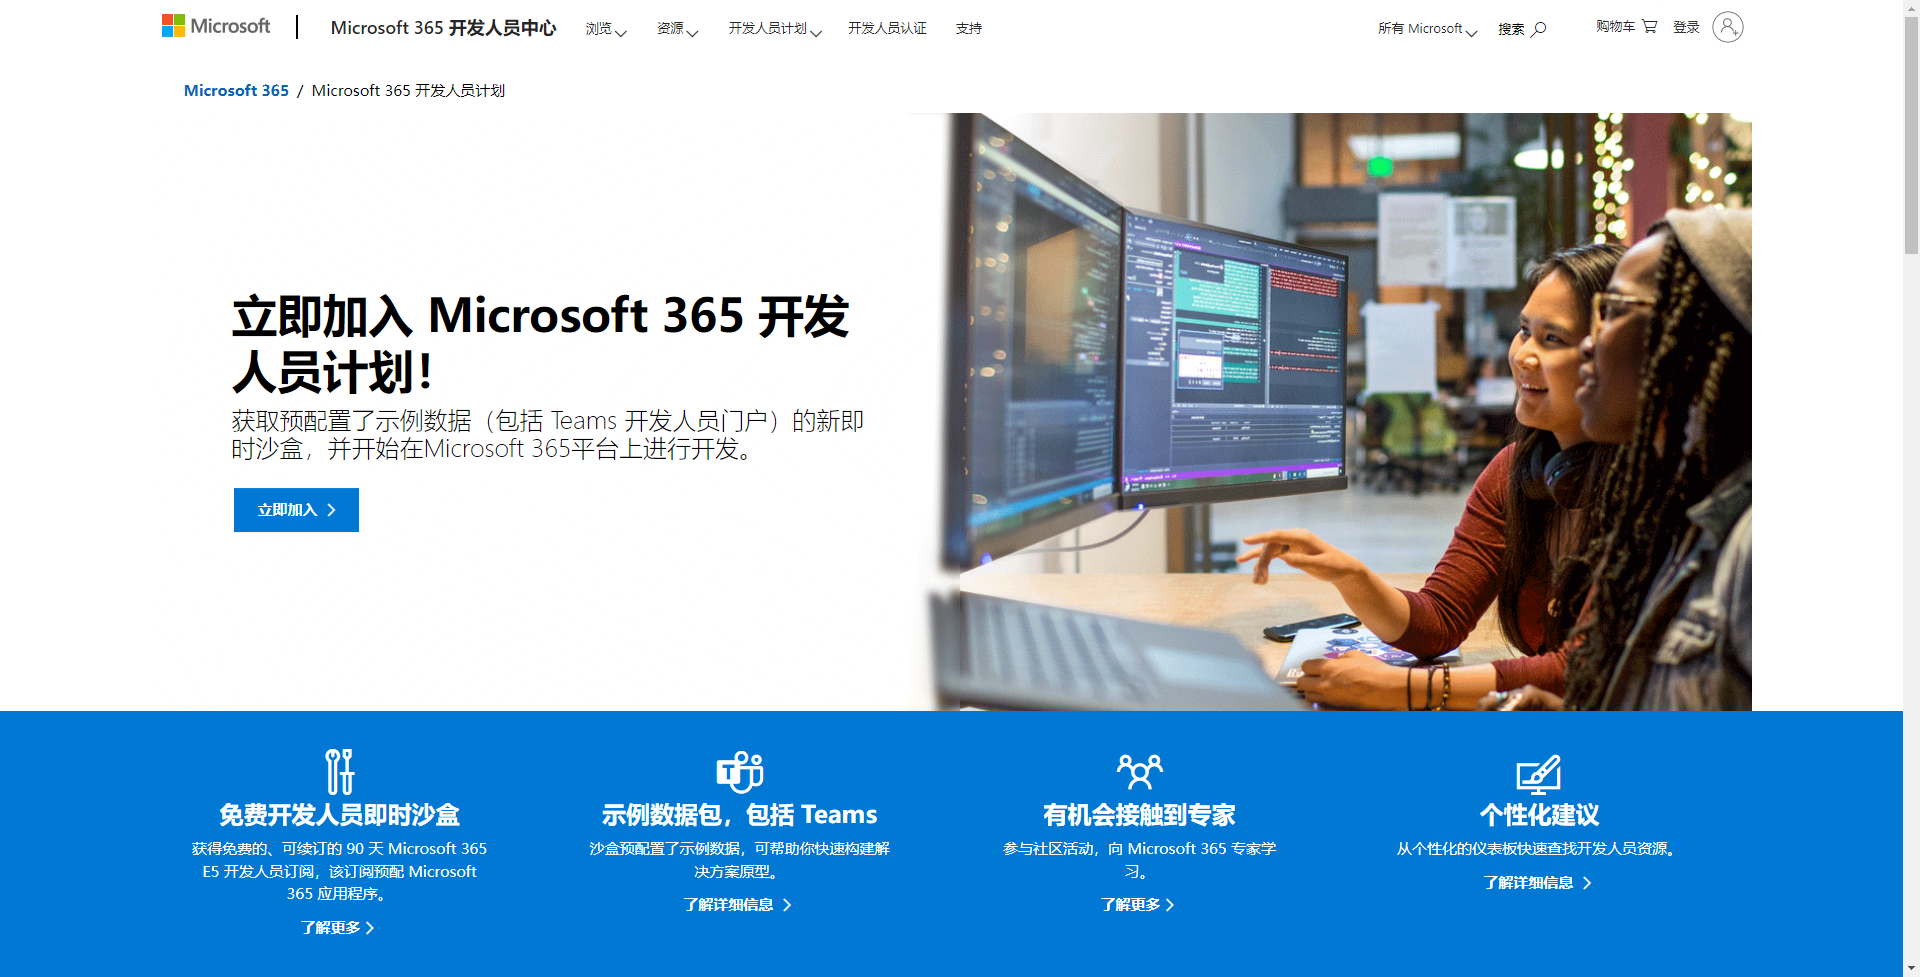 Microsoft
Microsoft 365 开发人员中心
浏览
资源
开发人员计划
开发人员认证
支持
所有 Microsoft
搜索
购物车
登录
Microsoft 365 / Microsoft 365 开发人员计划
立即加入 Microsoft 365 开发
人员计划！
获取预配置了示例数据（包括 Teams 开发人员门户）的新即
时沙盒，并开始在Microsoft 365平台上进行开发。
立即加入
免费开发人员即时沙盒
获得免费的、可续订的 90 天 Microsoft 365
E5 开发人员订阅，该订阅预配 Microsoft
365 应用程序。
了解更多
示例数据包，包括 Teams
沙盒预配置了示例数据，可帮助你快速构建解
决方案原型。
了解详细信息
有机会接触到专家
参与社区活动，向 Microsoft 365 专家学
习。
了解更多
个性化建议
从个性化的仪表板快速查找开发人员资源。
了解详细信息